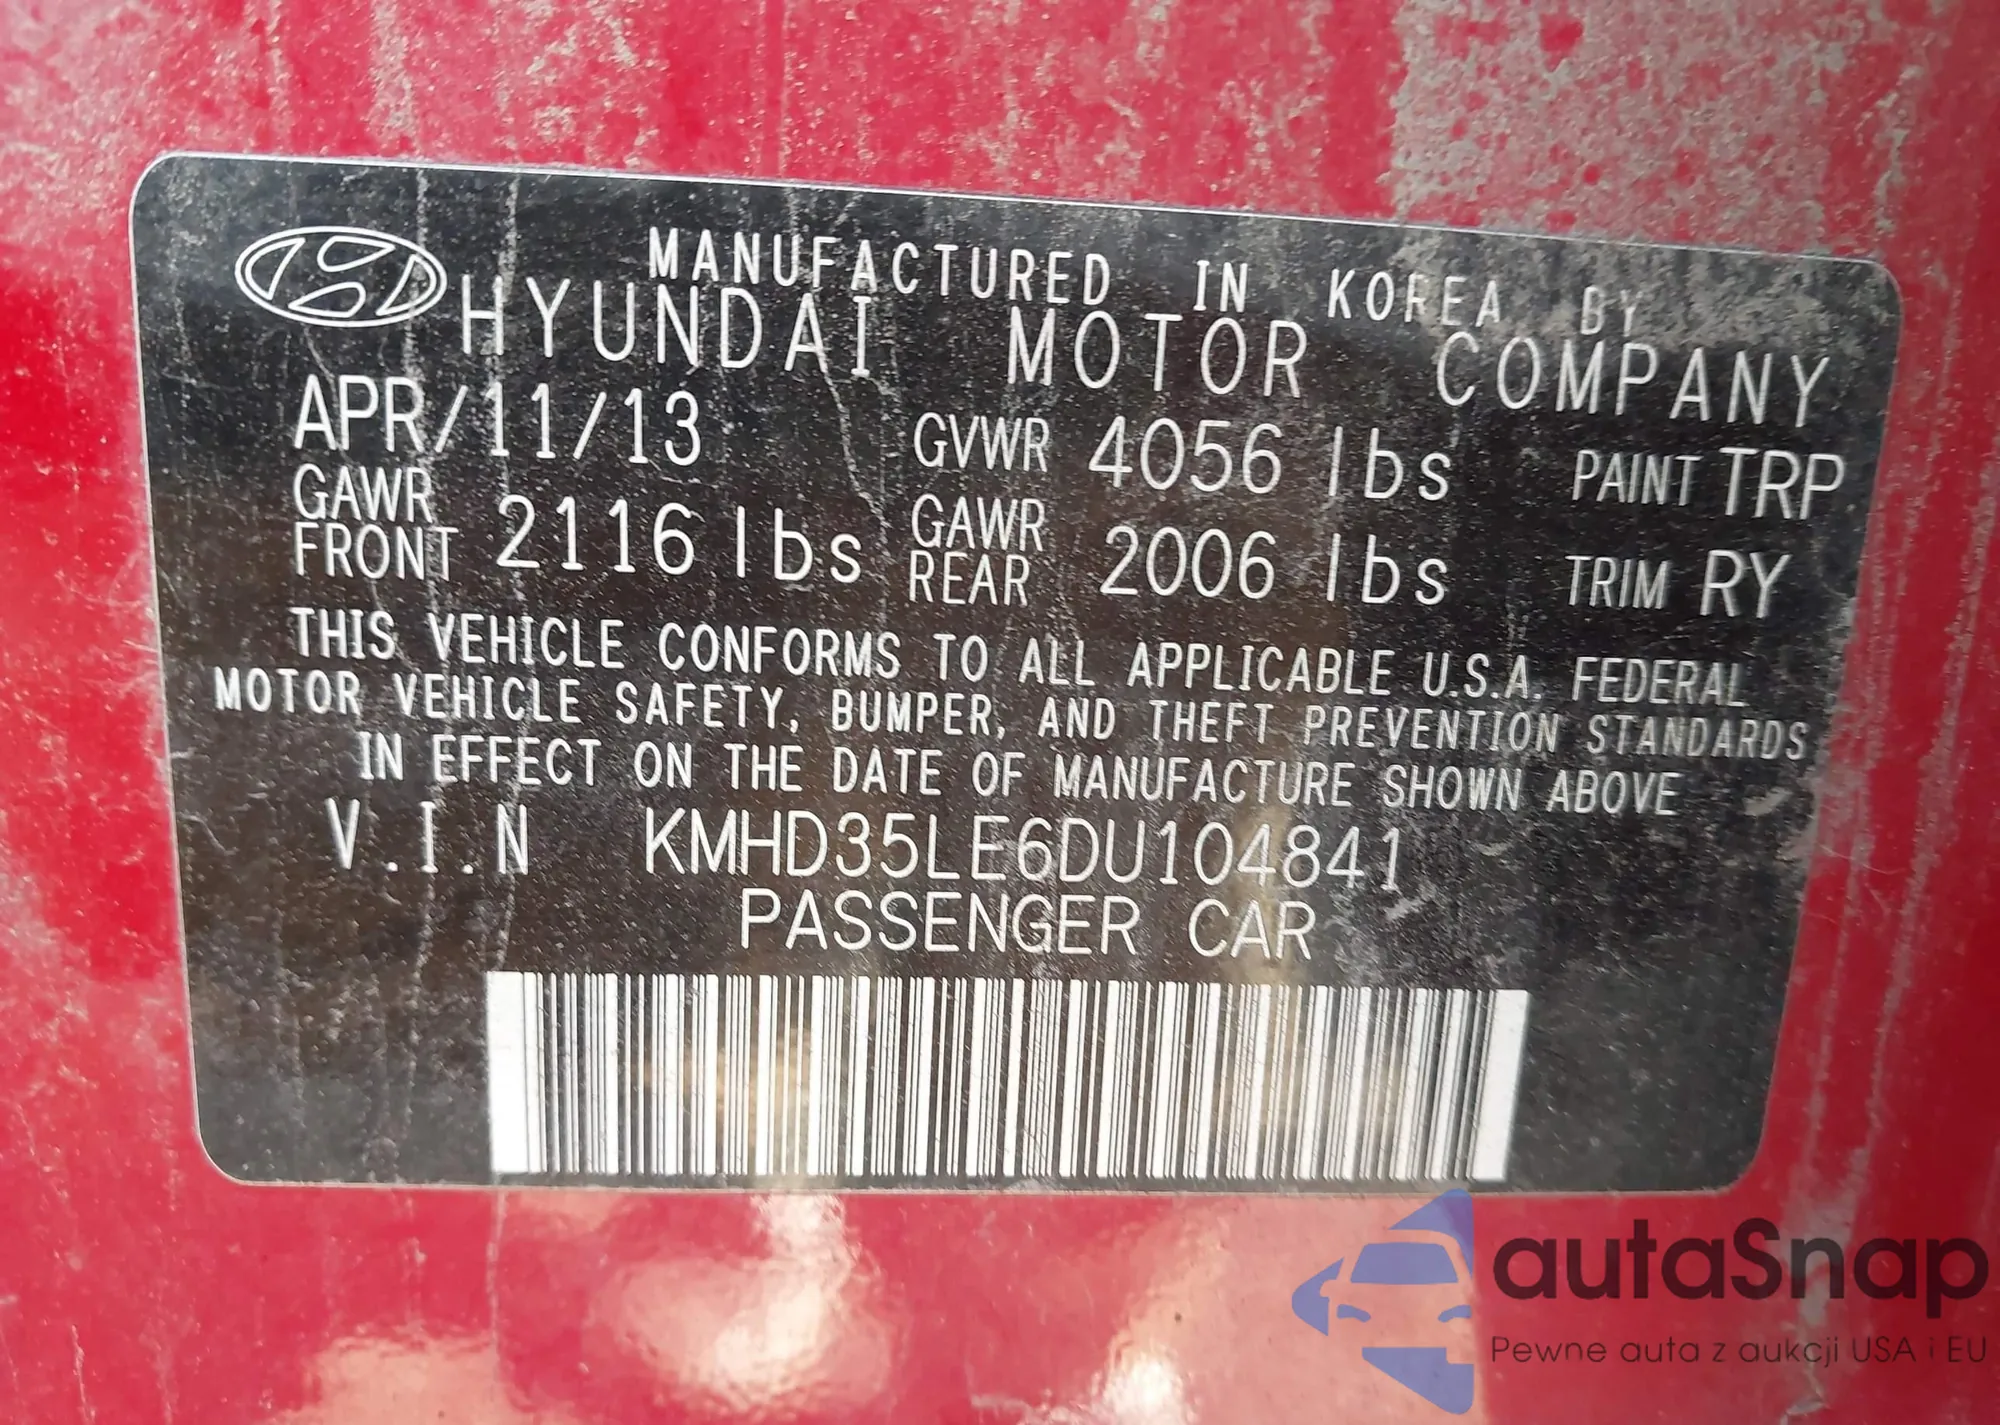 MANUFACTURED IN KOREA BY
HYUNDAI MOTOR COMPANY
APR/11/13 GVWR 4056 lbs PAINT TRP
GAWR FRONT 2116 lbs GAWR REAR 2006 lbs TRIM RY
THIS VEHICLE CONFORMS TO ALL APPLICABLE U.S.A. FEDERAL
MOTOR VEHICLE SAFETY, BUMPER, AND THEFT PREVENTION STANDARDS
IN EFFECT ON THE DATE OF MANUFACTURE SHOWN ABOVE
V.I.N KMHD35LE6DU104841
PASSENGER CAR
autaSnap
Pewne auta z aukcji USA i EU